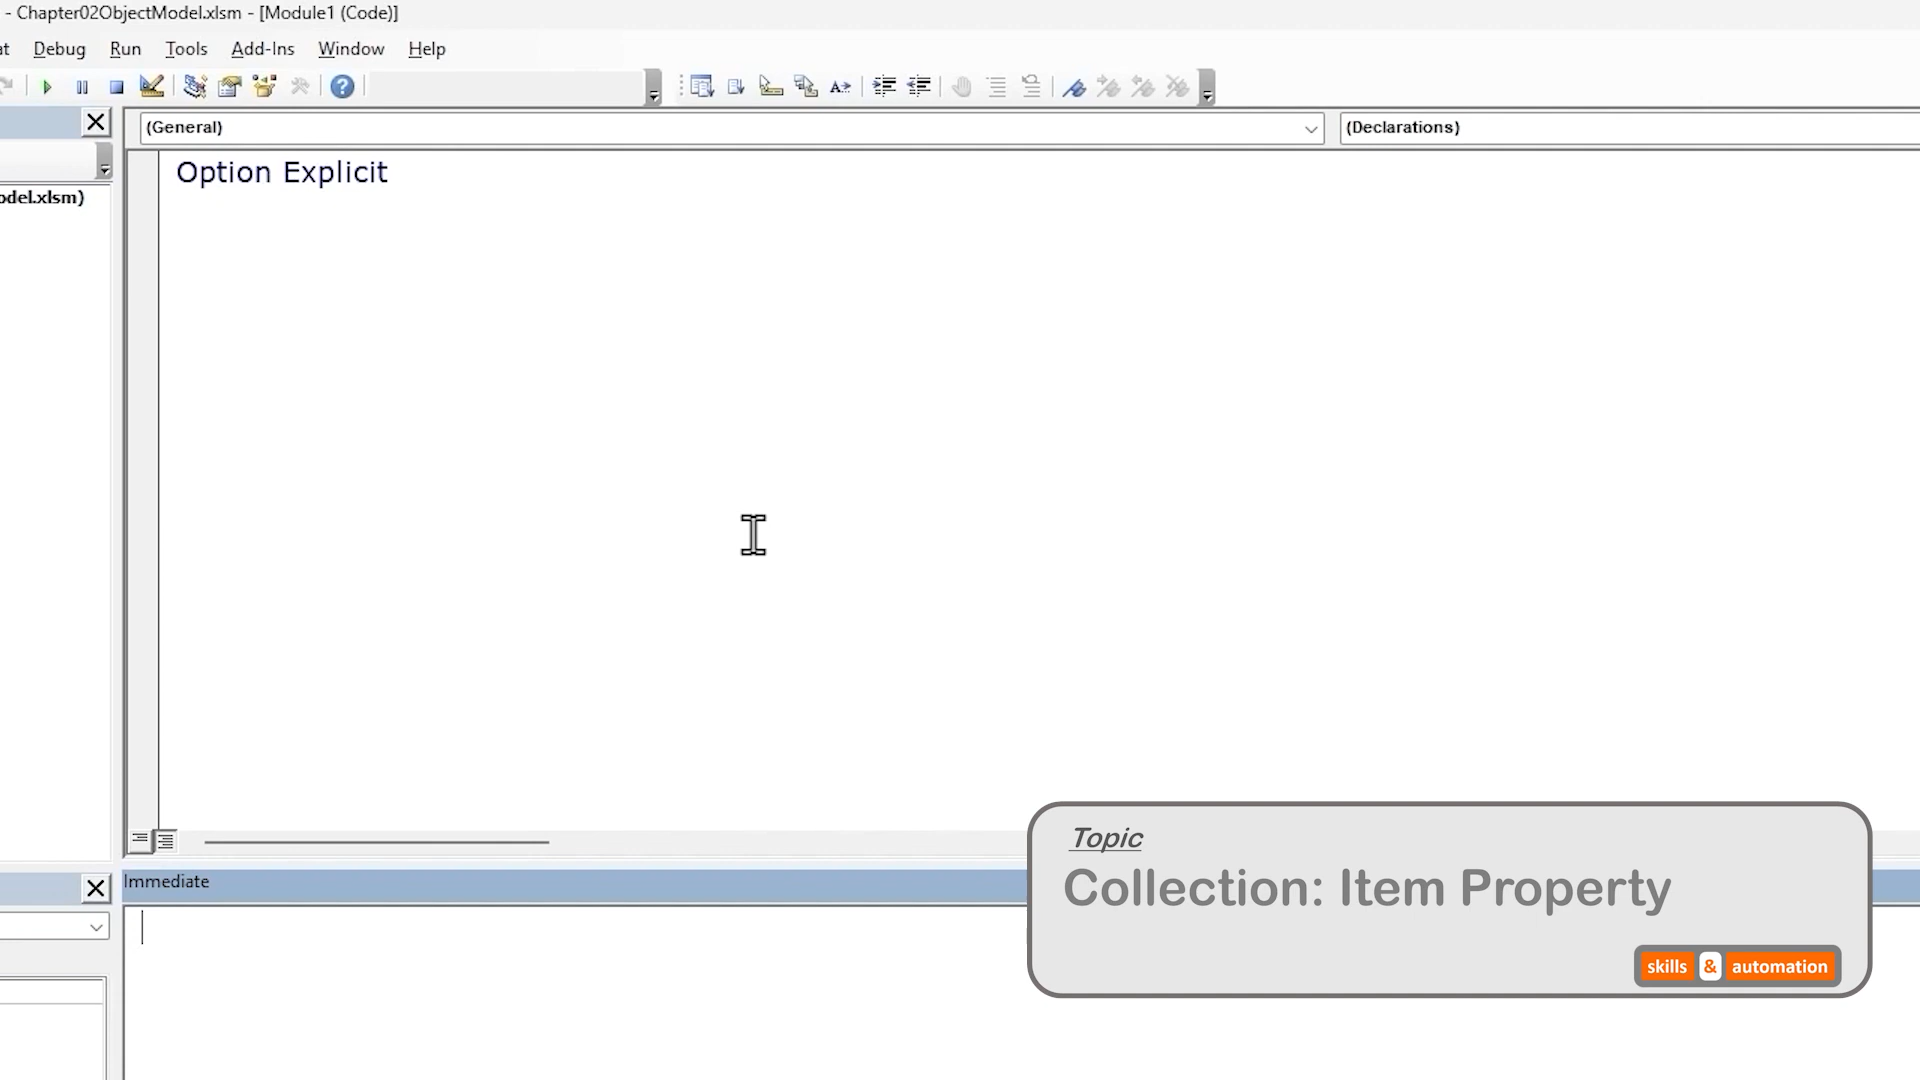 - Chapter02ObjectModel.xlsm - [Module1 (Code)]
at Debug Run Tools Add-Ins Window Help
(General) (Declarations)
Option Explicit
odel.xlsm)
Topic
Collection: Item Property
skills & automation
Immediate